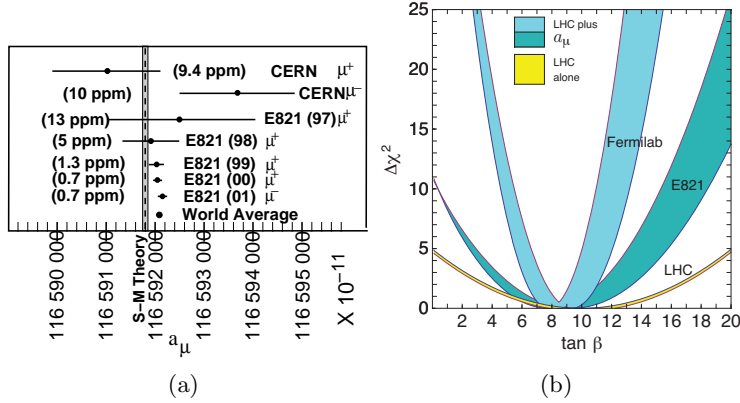 (9.4 ppm) CERN μ+
(10 ppm) CERN μ−
(13 ppm) E821 (97) μ+
(5 ppm) E821 (98) μ+
(1.3 ppm) E821 (99) μ+
(0.7 ppm) E821 (00) μ+
(0.7 ppm) E821 (01) μ−
World Average
116 590 000
116 591 000
S−M Theory
116 592 000
116 593 000
116 594 000
116 595 000
X 10−11
aμ
(a)
25
20
15
10
5
0
Δχ2
LHC plus
aμ
LHC
alone
Fermilab
E821
LHC
2 4 6 8 10 12 14 16 18 20
tan β
(b)